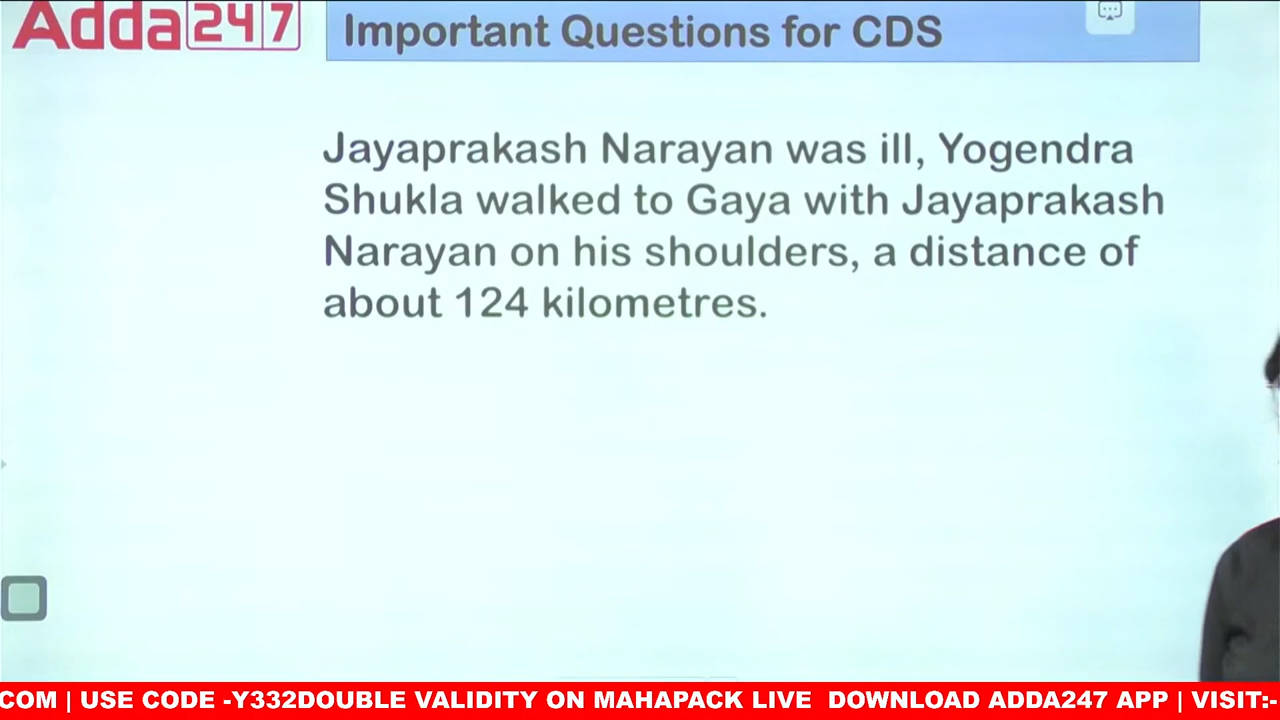 Adda247
Important Questions for CDS
Jayaprakash Narayan was ill, Yogendra
Shukla walked to Gaya with Jayaprakash
Narayan on his shoulders, a distance of
about 124 kilometres.
COM | USE CODE -Y332DOUBLE VALIDITY ON MAHAPACK LIVE DOWNLOAD ADDA247 APP | VISIT:-